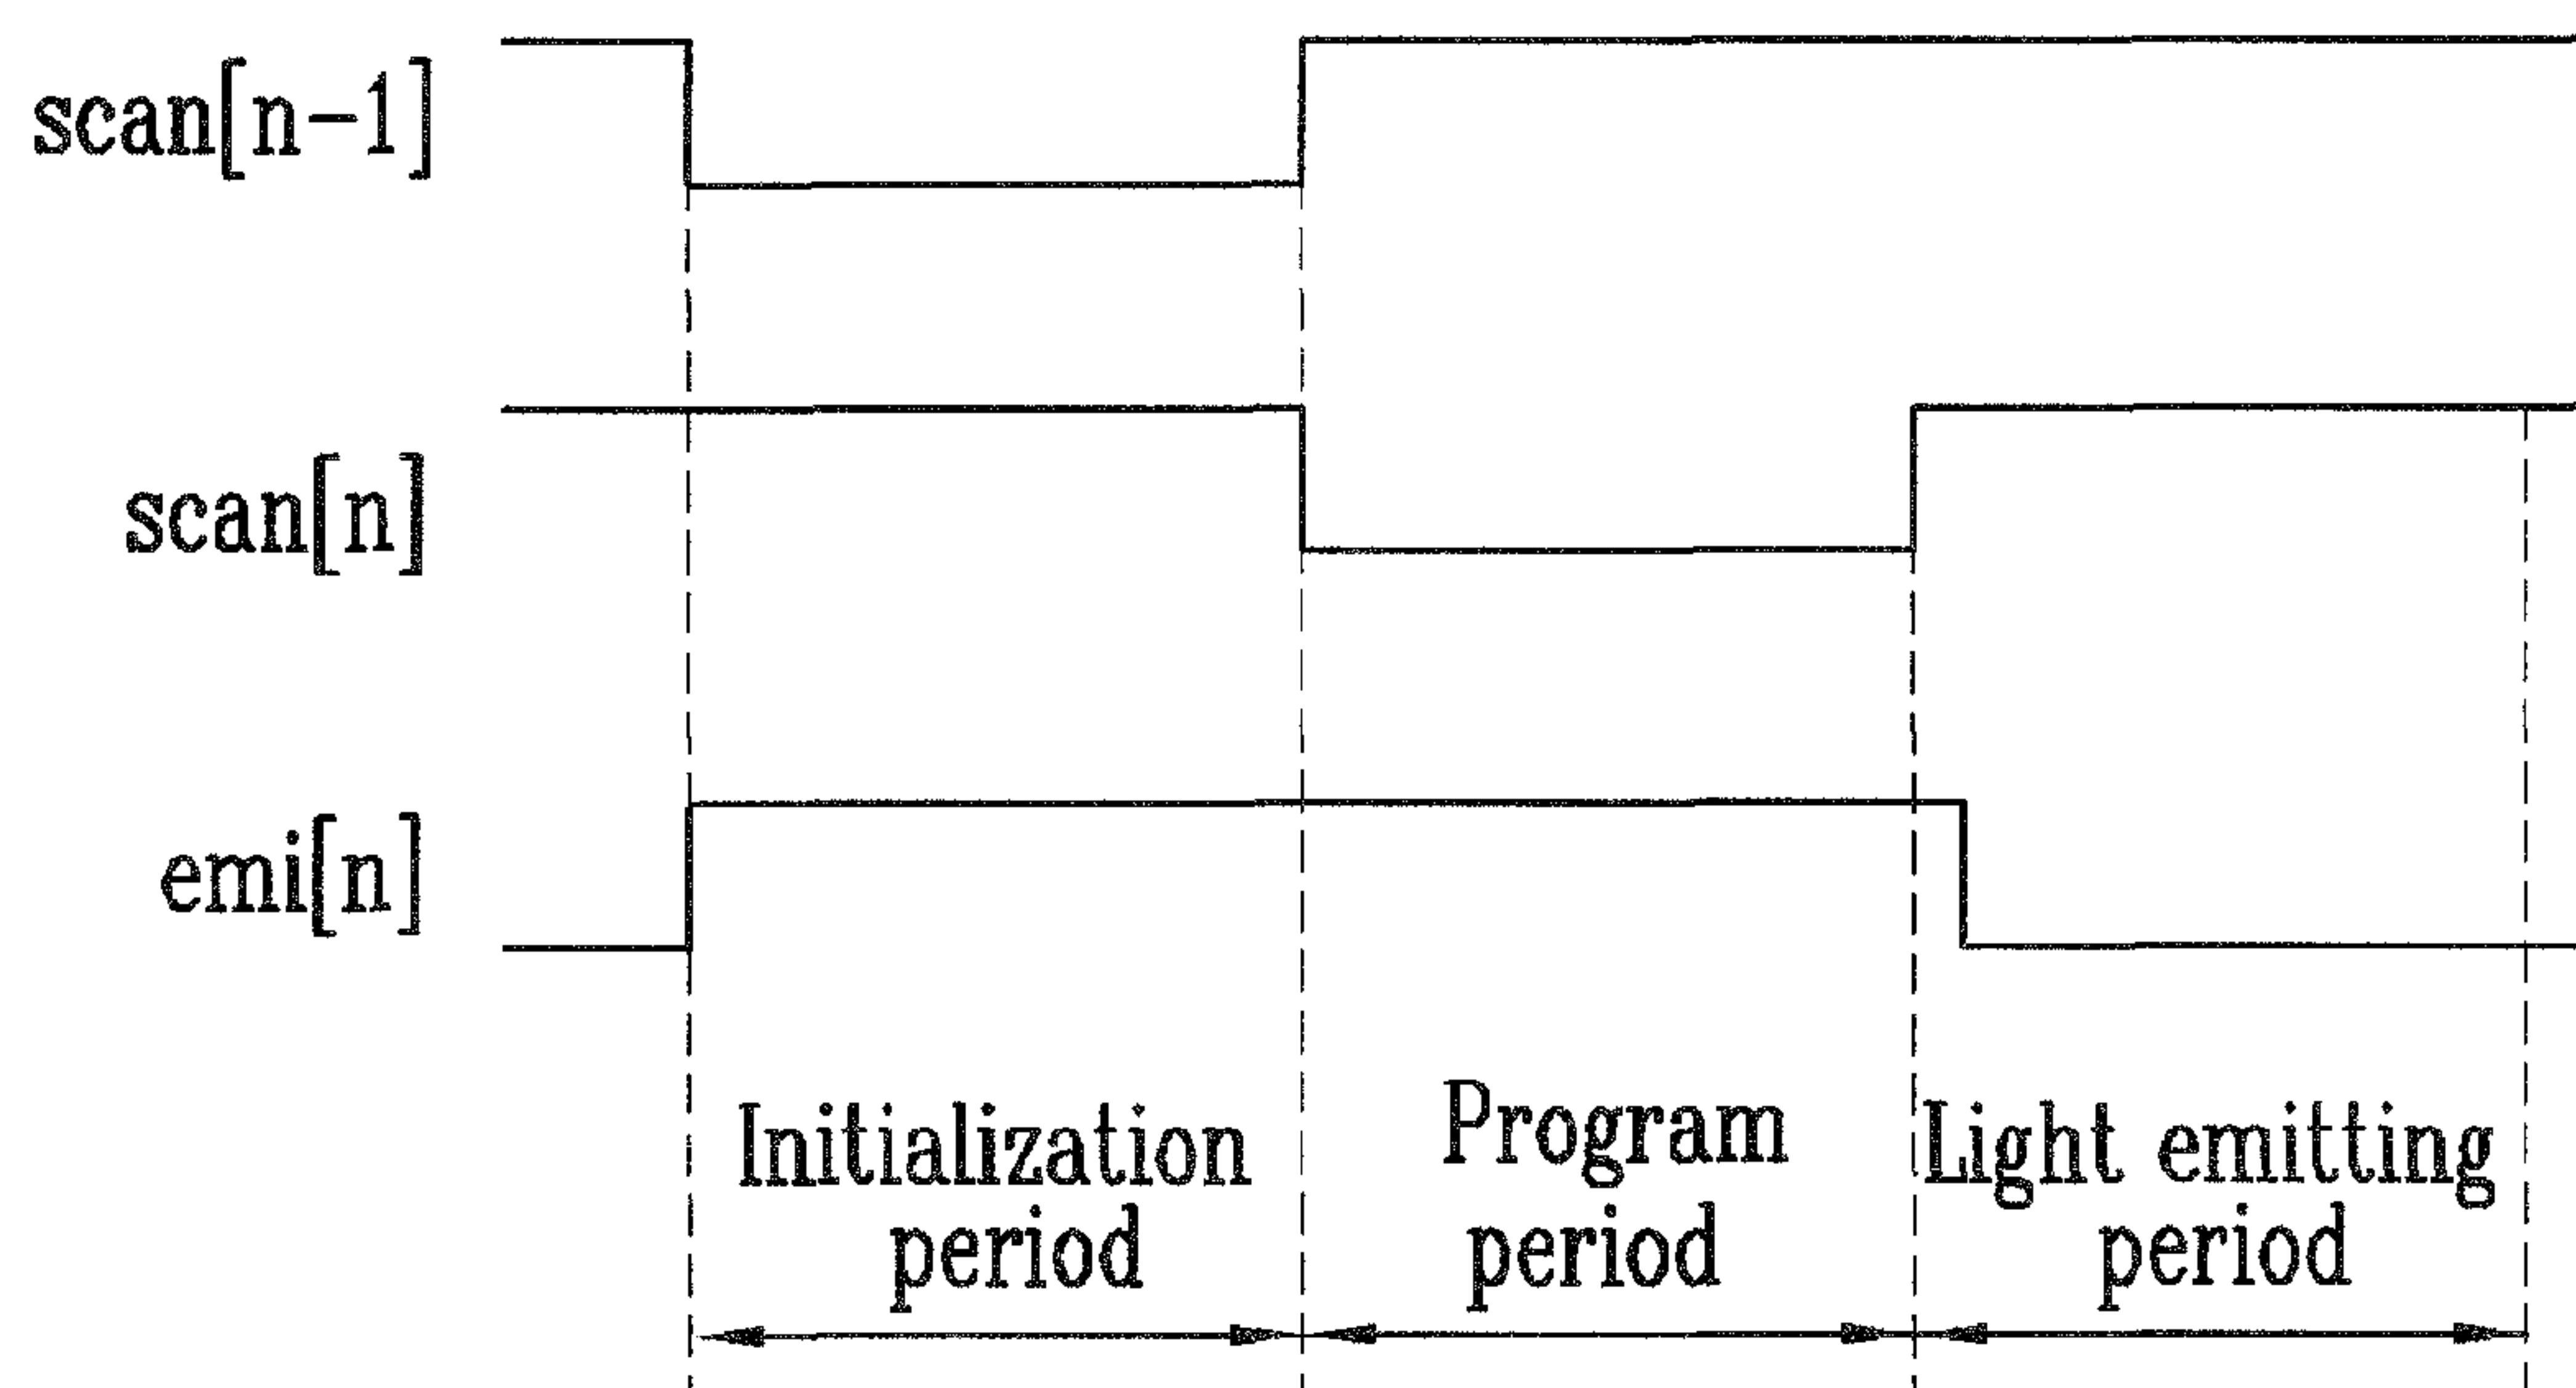 scan[n-1]
scan[n]
emi[n]
Initialization
period
Program
period
Light emitting
period